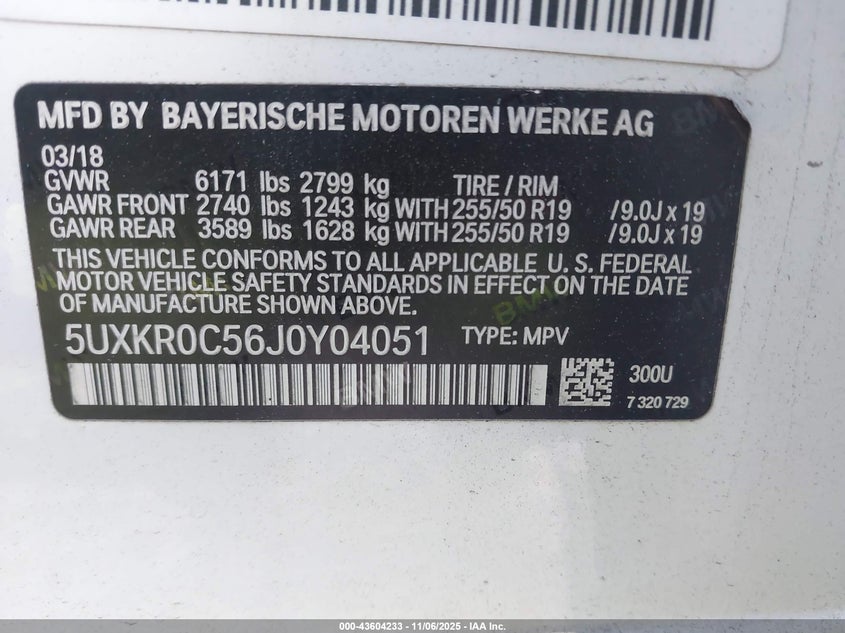 MFD BY BAYERISCHE MOTOREN WERKE AG
03/18
GVWR 6171 lbs 2799 kg TIRE / RIM
GAWR FRONT 2740 lbs 1243 kg WITH 255/50 R19 /9.0J x 19
GAWR REAR 3589 lbs 1628 kg WITH 255/50 R19 /9.0J x 19
THIS VEHICLE CONFORMS TO ALL APPLICABLE U. S. FEDERAL
MOTOR VEHICLE SAFETY STANDARDS IN EFFECT ON THE DATE
OF MANUFACTURE SHOWN ABOVE.
5UXKR0C56J0Y04051 TYPE: MPV
300U
7 320 729
000-43604233 - 11/06/2025 - IAA Inc.